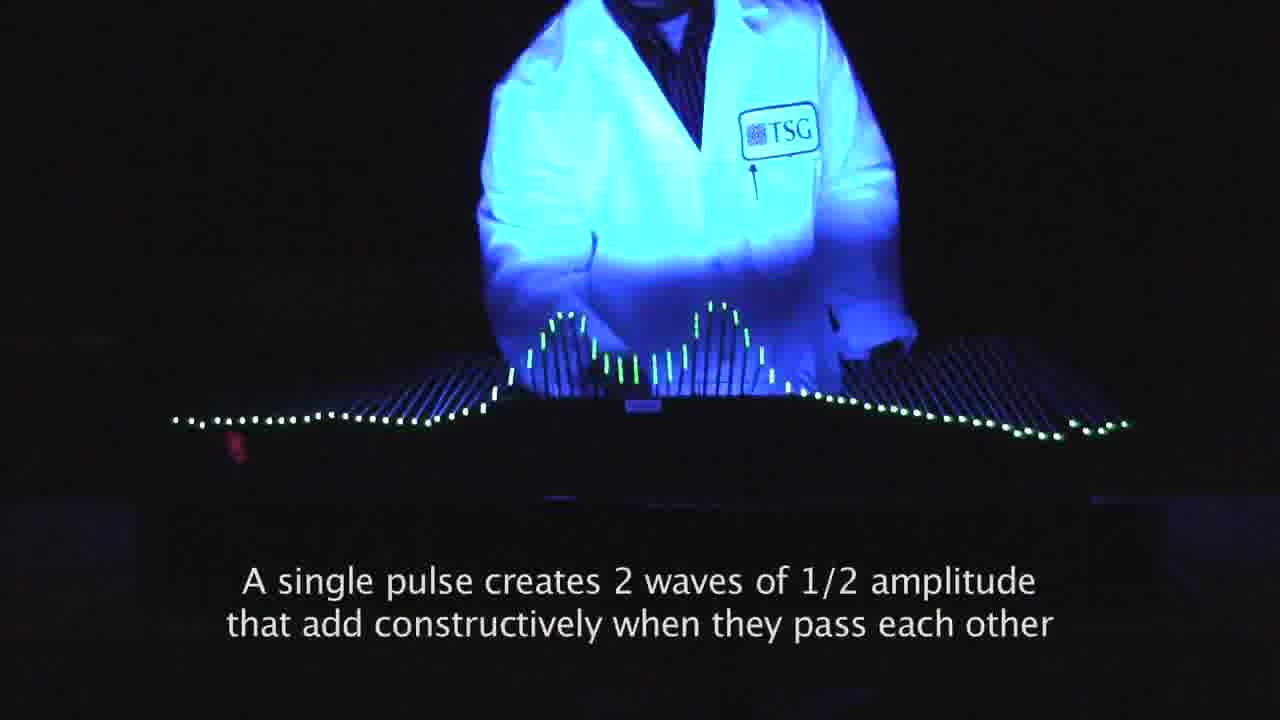 TSG
A single pulse creates 2 waves of 1/2 amplitude
that add constructively when they pass each other